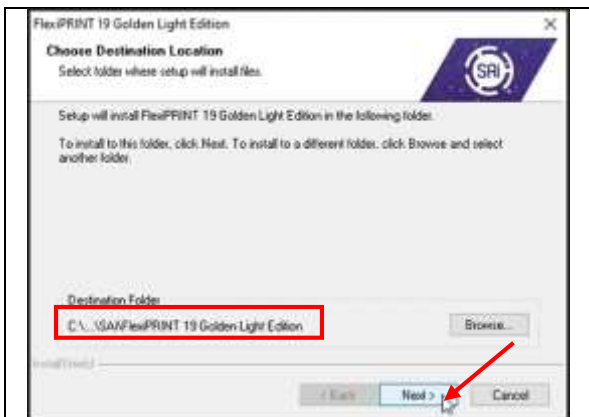 FlexiPRINT 19 Golden Light Edition
Choose Destination Location
Select folder where setup will install files.
SAi
Setup will install FlexiPRINT 19 Golden Light Edition in the following folder.
To install to this folder, click Next. To install to a different folder, click Browse and select
another folder.
Destination Folder
C:\...\SAi\FlexiPRINT 19 Golden Light Edition
Browse...
InstallShield
< Back
Next >
Cancel